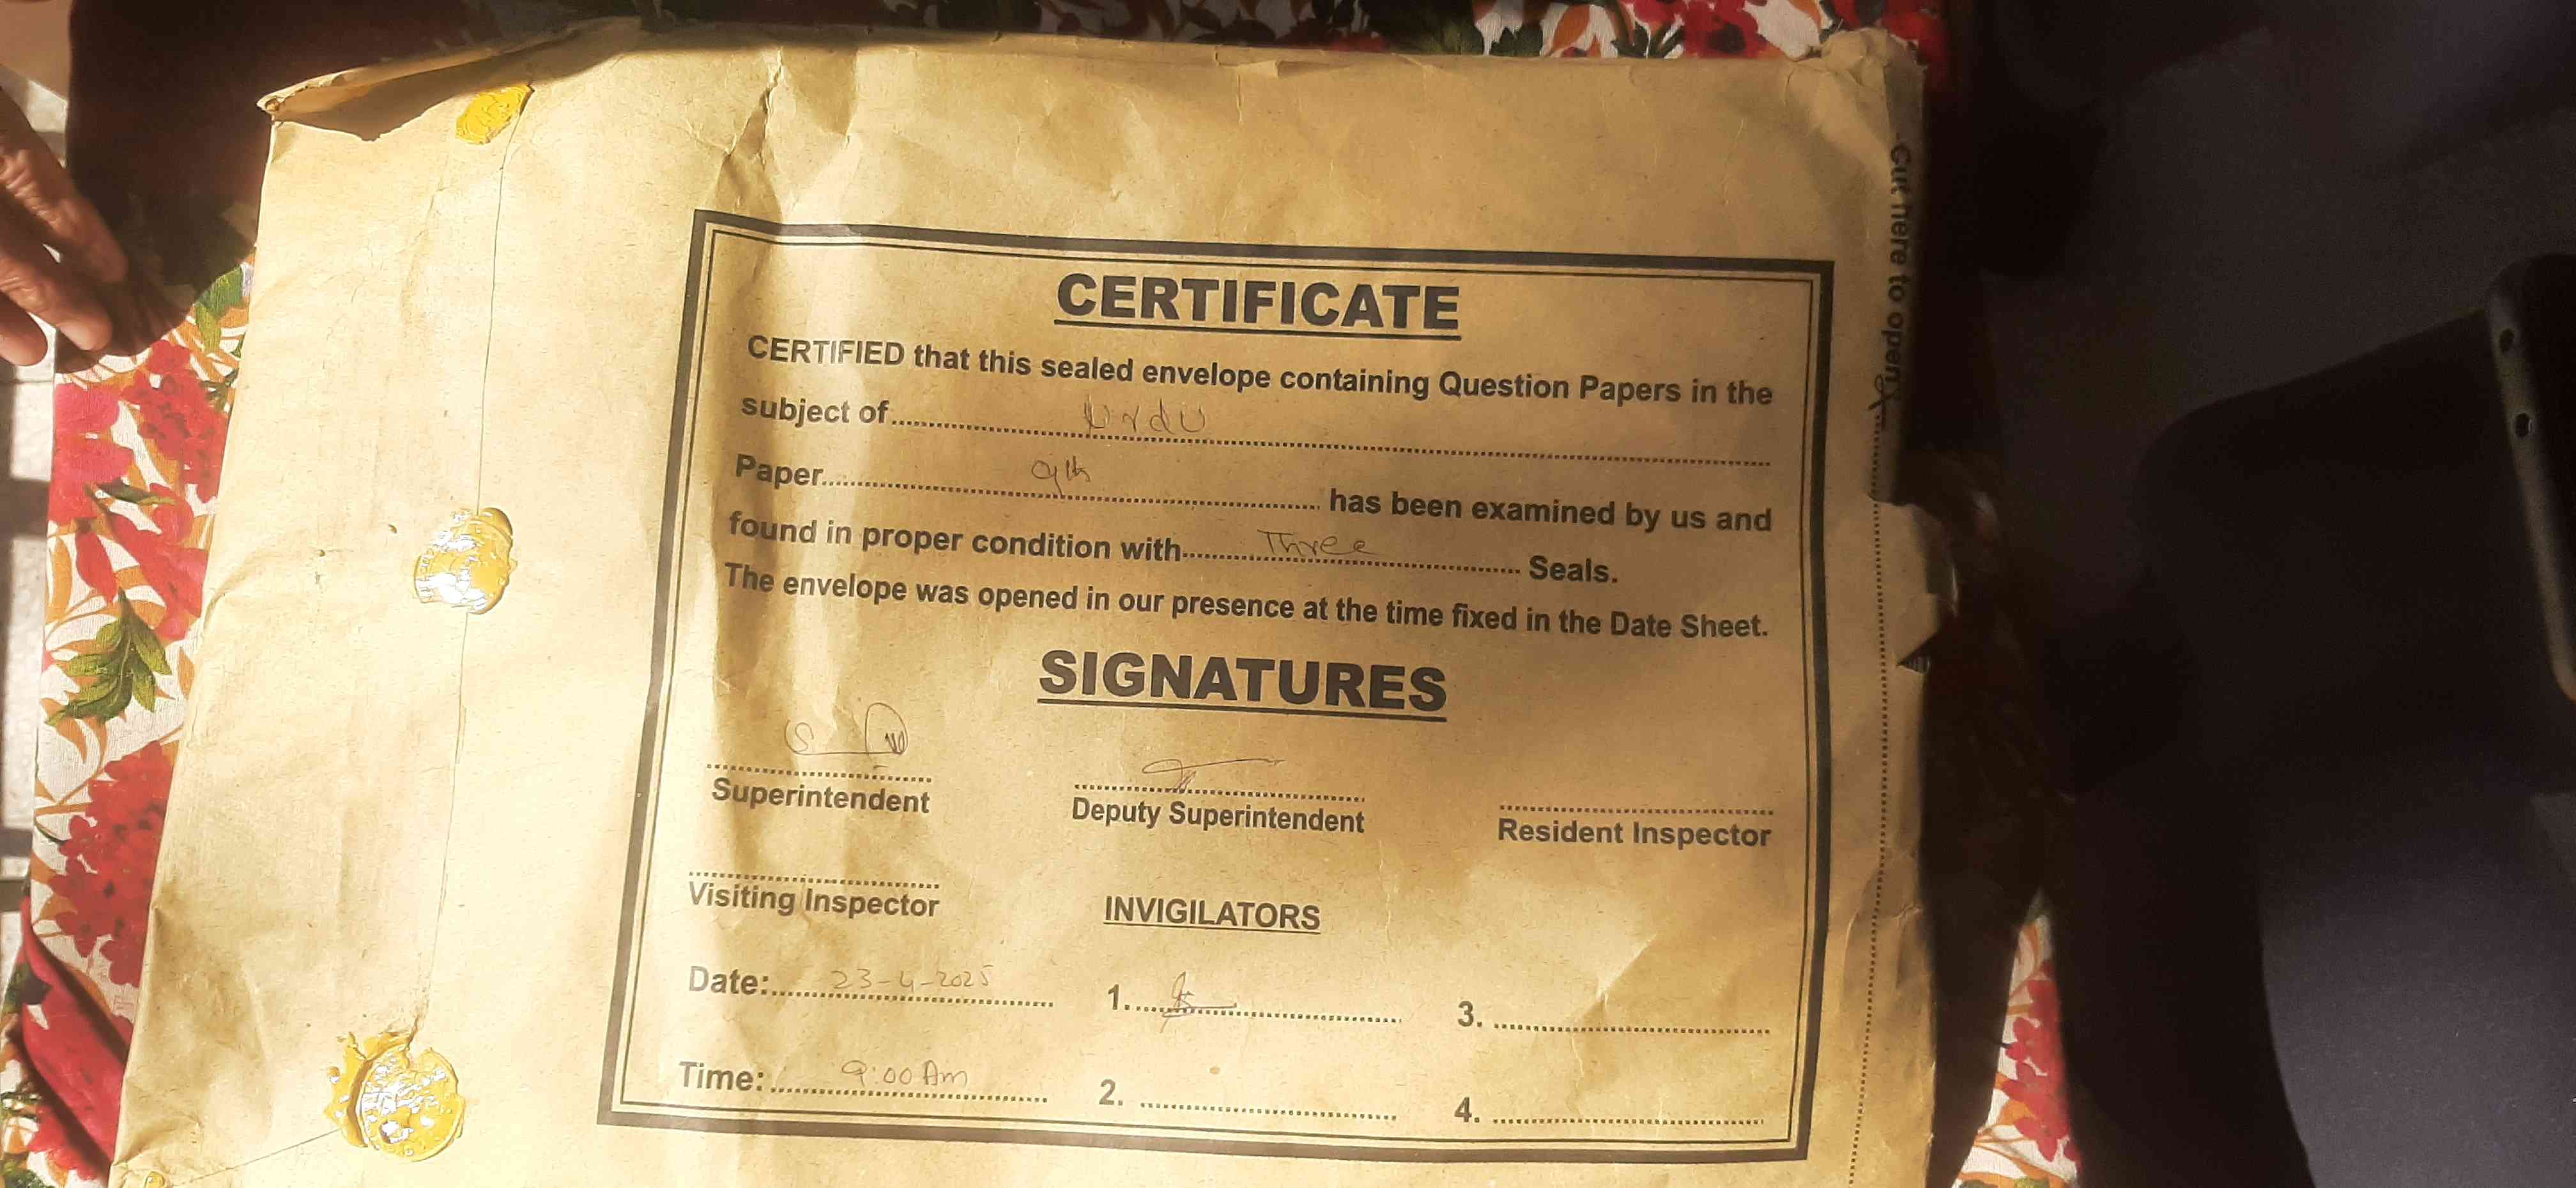 Cut here to open
CERTIFICATE
CERTIFIED that this sealed envelope containing Question Papers in the
subject of Urdu
Paper 9th has been examined by us and
found in proper condition with Three Seals.
The envelope was opened in our presence at the time fixed in the Date Sheet.
SIGNATURES
Superintendent Deputy Superintendent Resident Inspector
Visiting Inspector INVIGILATORS
Date: 23-4-2025 1. 3.
Time: 9:00 Am 2. 4.